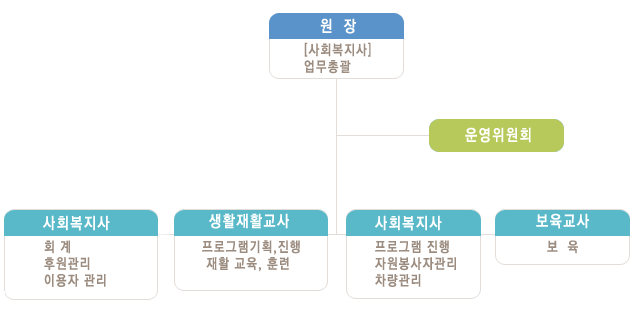 원 장
[사회복지사]
업무총괄
운영위원회
사회복지사
회 계
후원관리
이용자 관리
생활재활교사
프로그램기획,진행
재활 교육, 훈련
사회복지사
프로그램 진행
자원봉사자관리
차량관리
보육교사
보 육